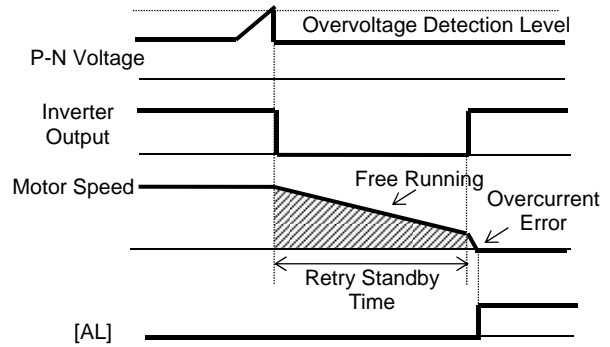 Overvoltage Detection Level
P-N Voltage
Inverter
Output
Motor Speed
Free Running
Overcurrent
Error
Retry Standby
Time
[AL]